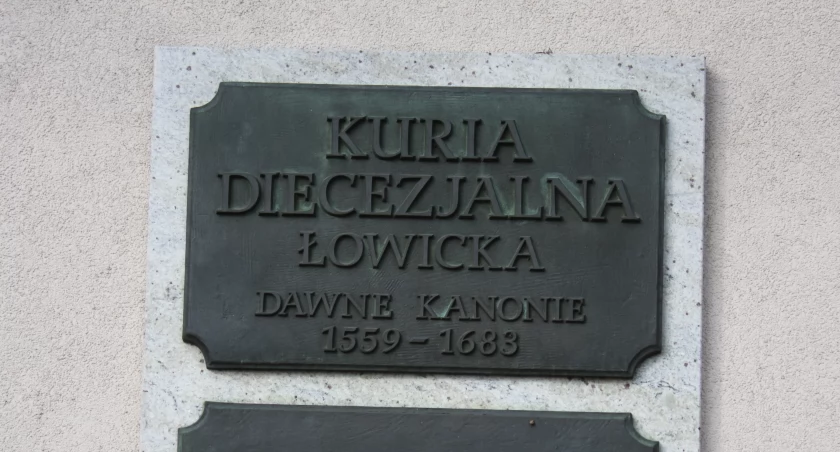 KURIA
DIECEZJALNA
ŁOWICKA
DAWNE KANONIE
1559 – 1683